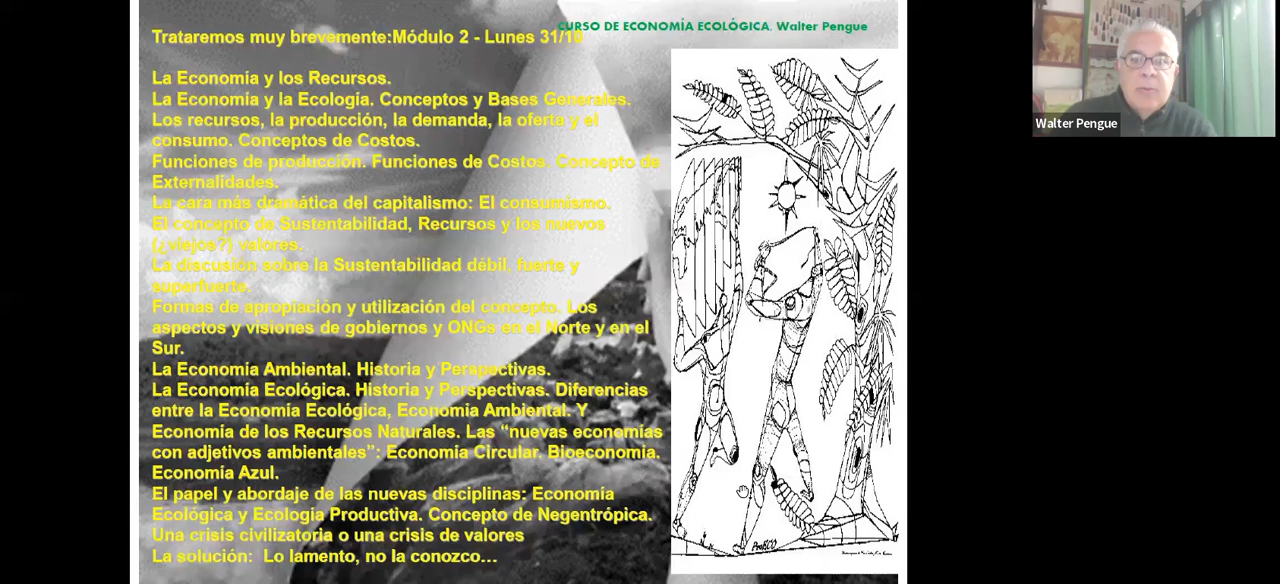 CURSO DE ECONOMÍA ECOLÓGICA. Walter Pengue
Trataremos muy brevemente:Módulo 2 - Lunes 31/10
La Economía y los Recursos.
La Economía y la Ecología. Conceptos y Bases Generales.
Los recursos, la producción, la demanda, la oferta y el
consumo. Conceptos de Costos.
Funciones de producción. Funciones de Costos. Concepto de
Externalidades.
La cara más dramática del capitalismo: El consumismo.
El concepto de Sustentabilidad, Recursos y los nuevos
(¿viejos?) valores.
La discusión sobre la Sustentabilidad débil, fuerte y
superfuerte.
Formas de apropiación y utilización del concepto. Los
aspectos y visiones de gobiernos y ONGs en el Norte y en el
Sur.
La Economía Ambiental. Historia y Perspectivas.
La Economía Ecológica. Historia y Perspectivas. Diferencias
entre la Economía Ecológica, Economía Ambiental. Y
Economía de los Recursos Naturales. Las “nuevas economías
con adjetivos ambientales”: Economía Circular. Bioeconomía.
Economía Azul.
El papel y abordaje de las nuevas disciplinas: Economía
Ecológica y Ecología Productiva. Concepto de Negentrópica.
Una crisis civilizatoria o una crisis de valores
La solución: Lo lamento, no la conozco…
Walter Pengue